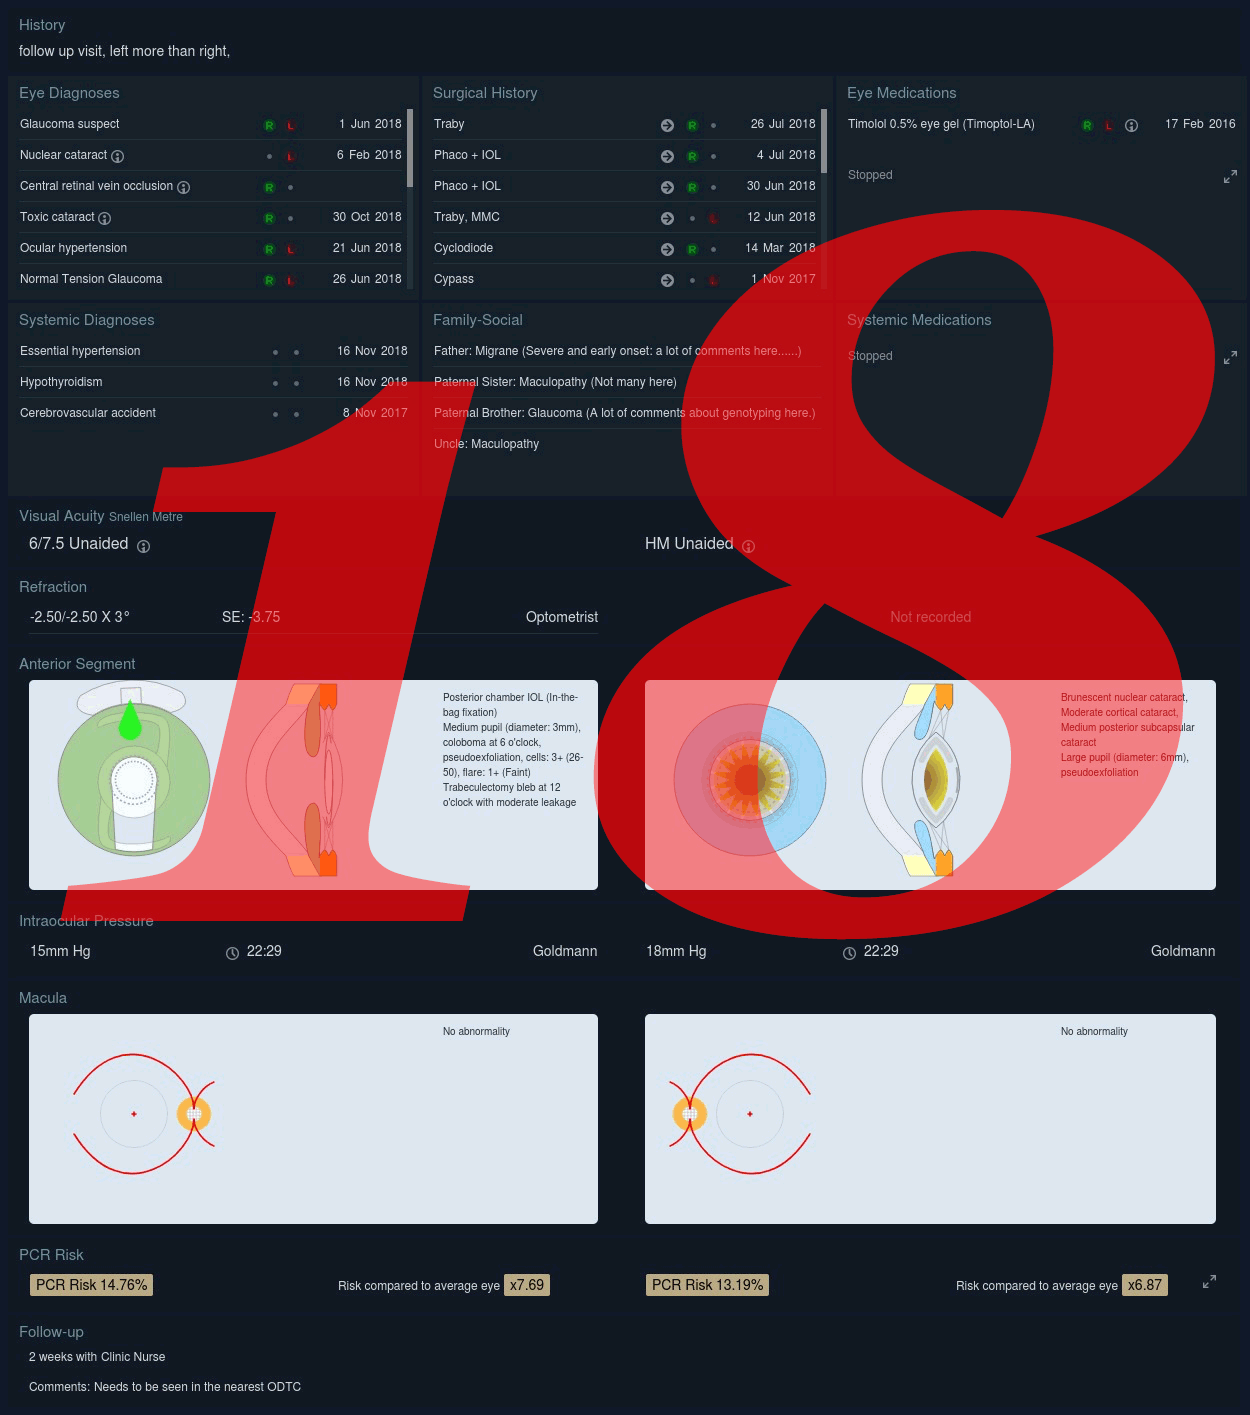 History
follow up visit, left more than right,
Eye Diagnoses
Glaucoma suspect R L 1 Jun 2018
Nuclear cataract L 6 Feb 2018
Central retinal vein occlusion R
Toxic cataract R 30 Oct 2018
Ocular hypertension R L 21 Jun 2018
Normal Tension Glaucoma R L 26 Jun 2018
Surgical History
Traby R 26 Jul 2018
Phaco + IOL R 4 Jul 2018
Phaco + IOL R 30 Jun 2018
Traby, MMC L 12 Jun 2018
Cyclodiode R 14 Mar 2018
Cypass L 1 Nov 2017
Eye Medications
Timolol 0.5% eye gel (Timoptol-LA) R L 17 Feb 2016
Stopped
Systemic Diagnoses
Essential hypertension 16 Nov 2018
Hypothyroidism 16 Nov 2018
Cerebrovascular accident 8 Nov 2017
Family-Social
Father: Migrane (Severe and early onset: a lot of comments here......)
Paternal Sister: Maculopathy (Not many here)
Paternal Brother: Glaucoma (A lot of comments about genotyping here.)
Uncle: Maculopathy
Systemic Medications
Stopped
18
Visual Acuity Snellen Metre
6/7.5 Unaided HM Unaided
Refraction
-2.50/-2.50 X 3° SE: -3.75 Optometrist Not recorded
Anterior Segment
Posterior chamber IOL (In-the-
bag fixation)
Medium pupil (diameter: 3mm),
coloboma at 6 o'clock,
pseudoexfoliation, cells: 3+ (26-
50), flare: 1+ (Faint)
Trabeculectomy bleb at 12
o'clock with moderate leakage
Brunescent nuclear cataract,
Moderate cortical cataract,
Medium posterior subcapsular
cataract
Large pupil (diameter: 6mm),
pseudoexfoliation
Intraocular Pressure
15mm Hg 22:29 Goldmann 18mm Hg 22:29 Goldmann
Macula
No abnormality No abnormality
PCR Risk
PCR Risk 14.76% Risk compared to average eye x7.69 PCR Risk 13.19% Risk compared to average eye x6.87
Follow-up
2 weeks with Clinic Nurse
Comments: Needs to be seen in the nearest ODTC